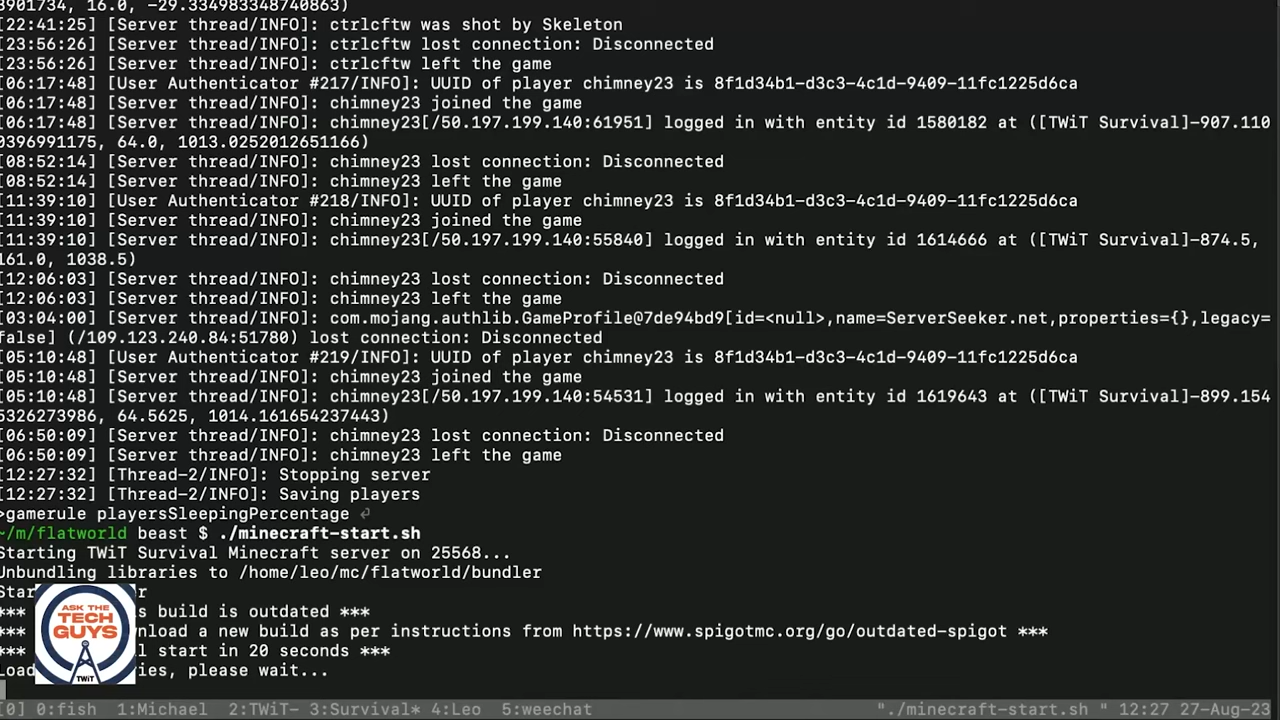 3901734, 16.0, -29.334983348740863)
[22:41:25] [Server thread/INFO]: ctrlcftw was shot by Skeleton
[23:56:26] [Server thread/INFO]: ctrlcftw lost connection: Disconnected
[23:56:26] [Server thread/INFO]: ctrlcftw left the game
[06:17:48] [User Authenticator #217/INFO]: UUID of player chimney23 is 8f1d34b1-d3c3-4c1d-9409-11fc1225d6ca
[06:17:48] [Server thread/INFO]: chimney23 joined the game
[06:17:48] [Server thread/INFO]: chimney23[/50.197.199.140:61951] logged in with entity id 1580182 at ([TWiT Survival]-907.110
0396991175, 64.0, 1013.0252012651166)
[08:52:14] [Server thread/INFO]: chimney23 lost connection: Disconnected
[08:52:14] [Server thread/INFO]: chimney23 left the game
[11:39:10] [User Authenticator #218/INFO]: UUID of player chimney23 is 8f1d34b1-d3c3-4c1d-9409-11fc1225d6ca
[11:39:10] [Server thread/INFO]: chimney23 joined the game
[11:39:10] [Server thread/INFO]: chimney23[/50.197.199.140:55840] logged in with entity id 1614666 at ([TWiT Survival]-874.5,
161.0, 1038.5)
[12:06:03] [Server thread/INFO]: chimney23 lost connection: Disconnected
[12:06:03] [Server thread/INFO]: chimney23 left the game
[03:04:00] [Server thread/INFO]: com.mojang.authlib.GameProfile@7de94bd9[id=<null>,name=ServerSeeker.net,properties={},legacy=
false] (/109.123.240.84:51780) lost connection: Disconnected
[05:10:48] [User Authenticator #219/INFO]: UUID of player chimney23 is 8f1d34b1-d3c3-4c1d-9409-11fc1225d6ca
[05:10:48] [Server thread/INFO]: chimney23 joined the game
[05:10:48] [Server thread/INFO]: chimney23[/50.197.199.140:54531] logged in with entity id 1619643 at ([TWiT Survival]-899.154
5326273986, 64.5625, 1014.161654237443)
[06:50:09] [Server thread/INFO]: chimney23 lost connection: Disconnected
[06:50:09] [Server thread/INFO]: chimney23 left the game
[12:27:32] [Thread-2/INFO]: Stopping server
[12:27:32] [Thread-2/INFO]: Saving players
>gamerule playersSleepingPercentage ⏎
~/m/flatworld beast $ ./minecraft-start.sh
Starting TWiT Survival Minecraft server on 25568...
Unbundling libraries to /home/leo/mc/flatworld/bundler
Star r
*** s build is outdated ***
*** wnload a new build as per instructions from https://www.spigotmc.org/go/outdated-spigot ***
*** l start in 20 seconds ***
Load ies, please wait...
ASK THE
TECH
GUYS
TWiT
[0] 0:fish 1:Michael 2:TWiT- 3:Survival* 4:Leo 5:weechat "./minecraft-start.sh " 12:27 27-Aug-23